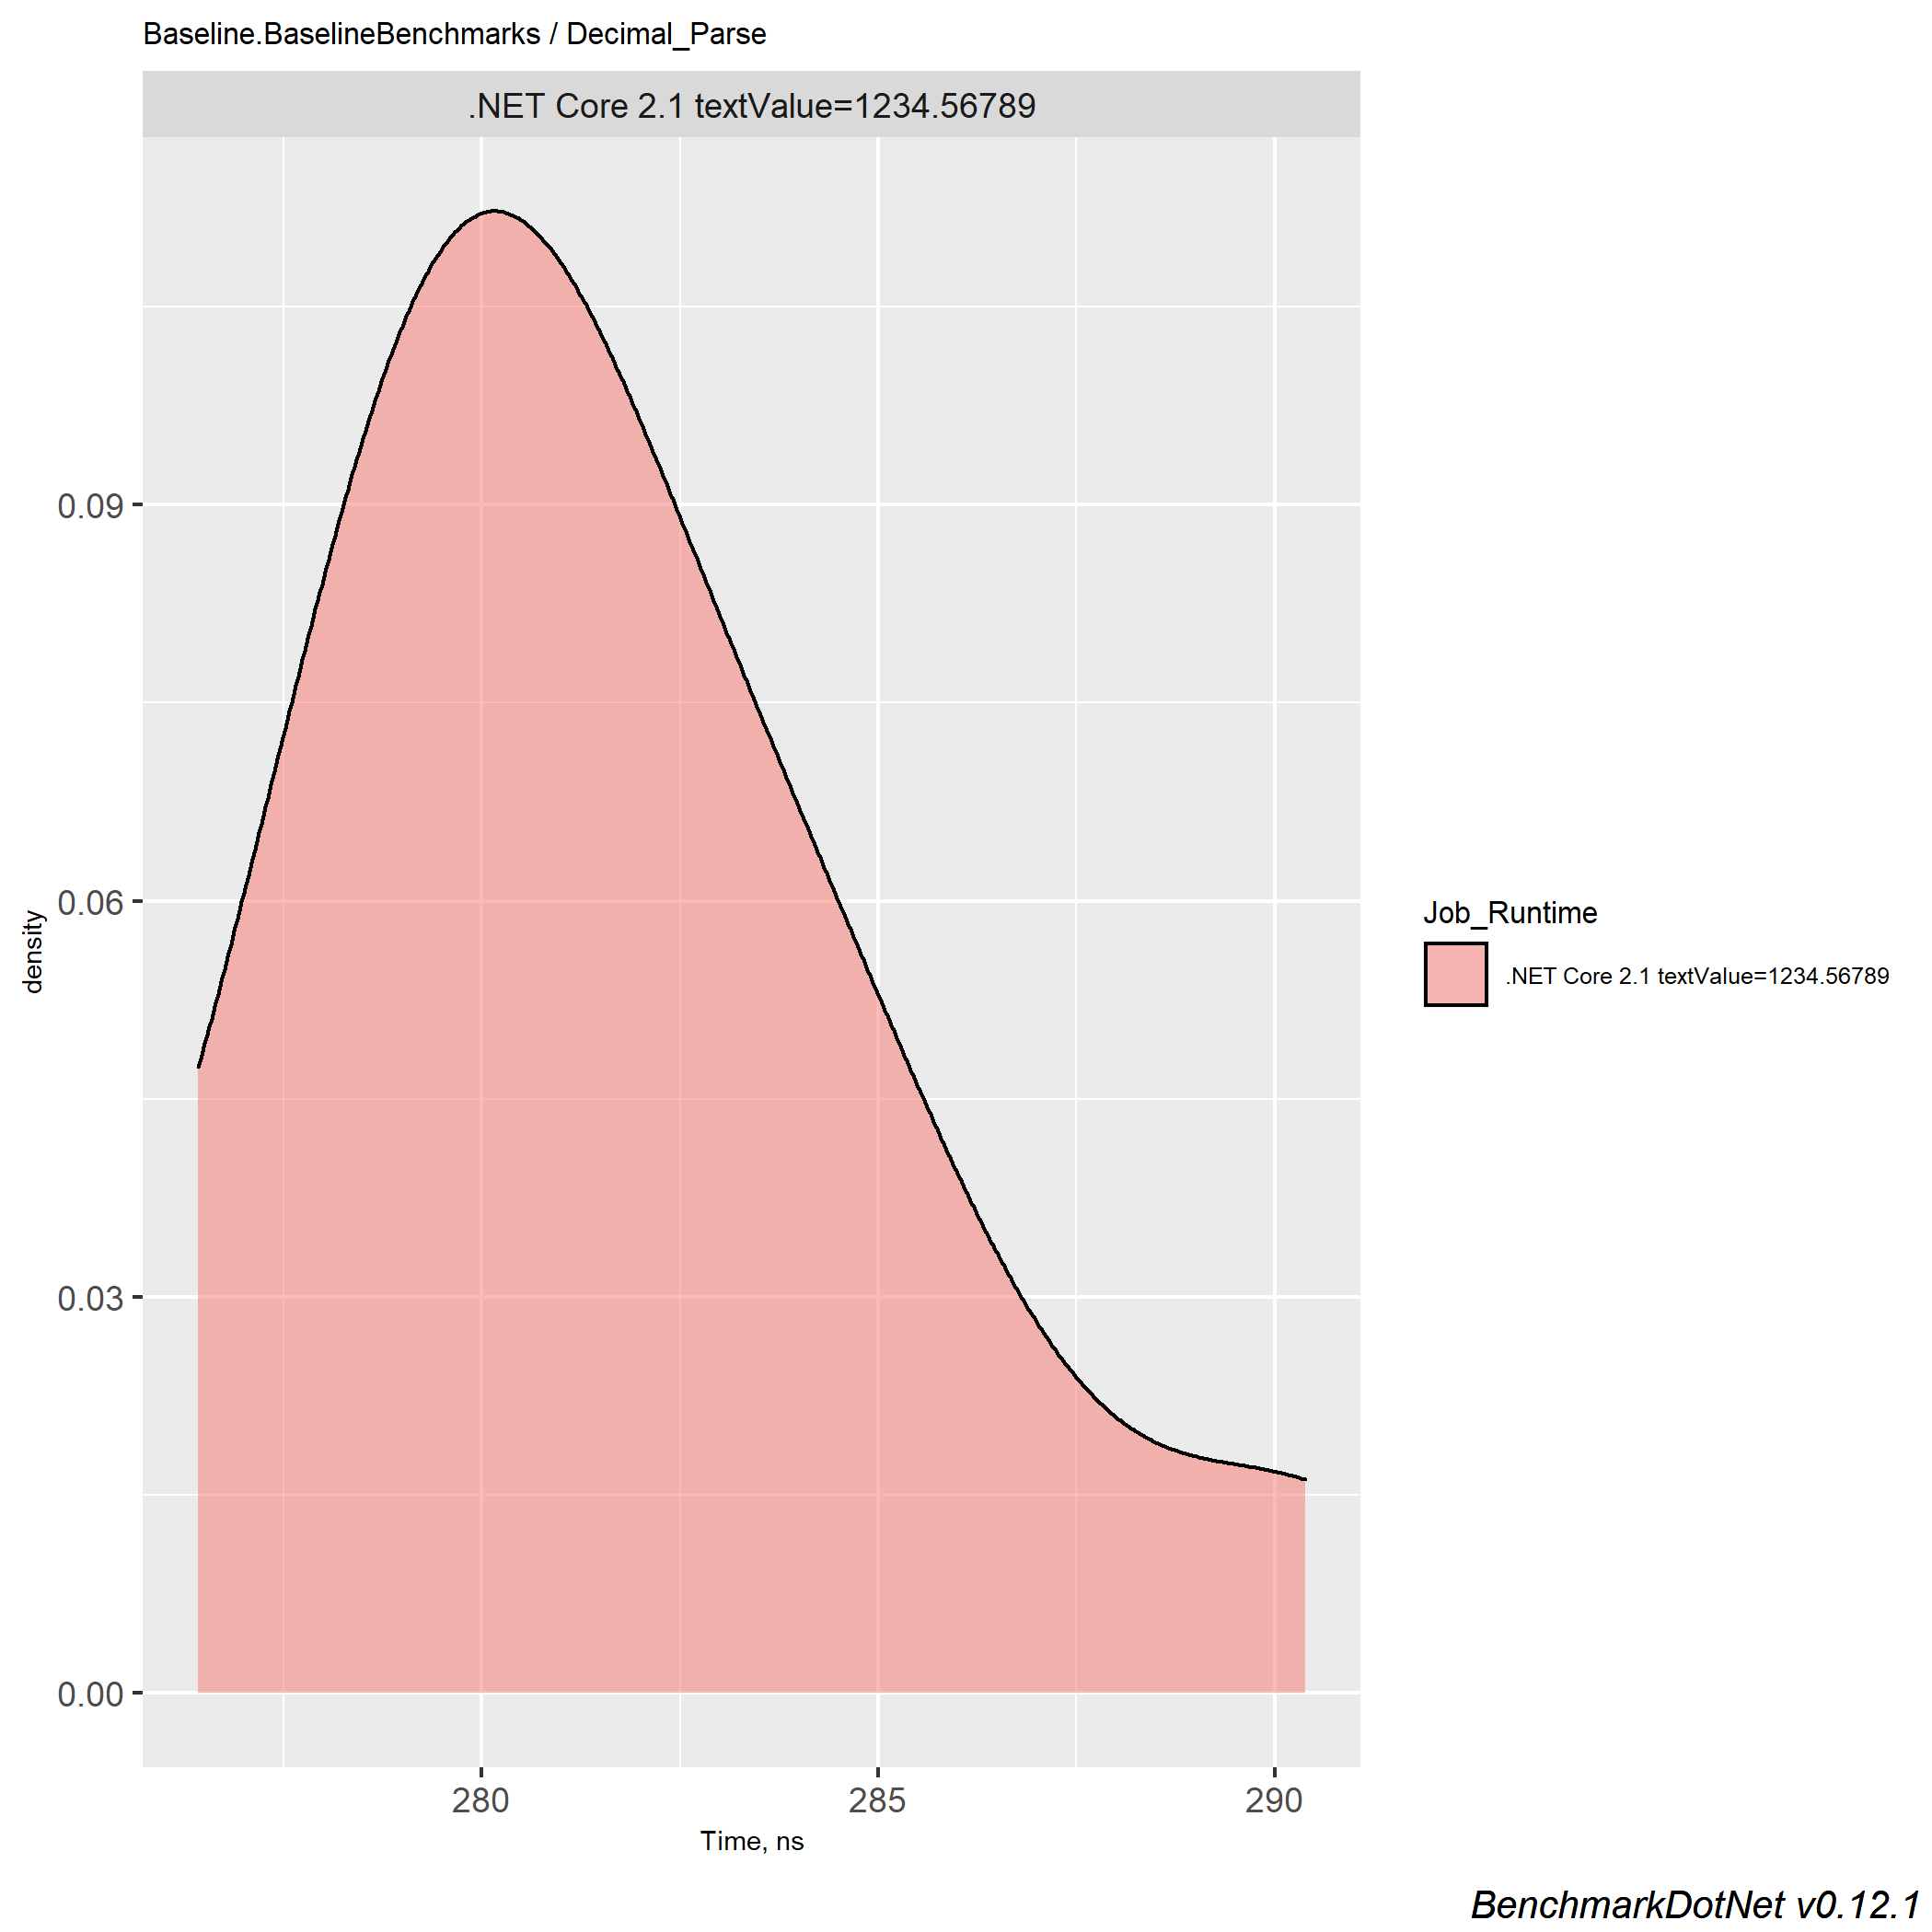 Baseline.BaselineBenchmarks / Decimal_Parse
.NET Core 2.1 textValue=1234.56789
0.09
0.06
0.03
0.00
density
280 285 290
Time, ns
Job_Runtime
.NET Core 2.1 textValue=1234.56789
BenchmarkDotNet v0.12.1